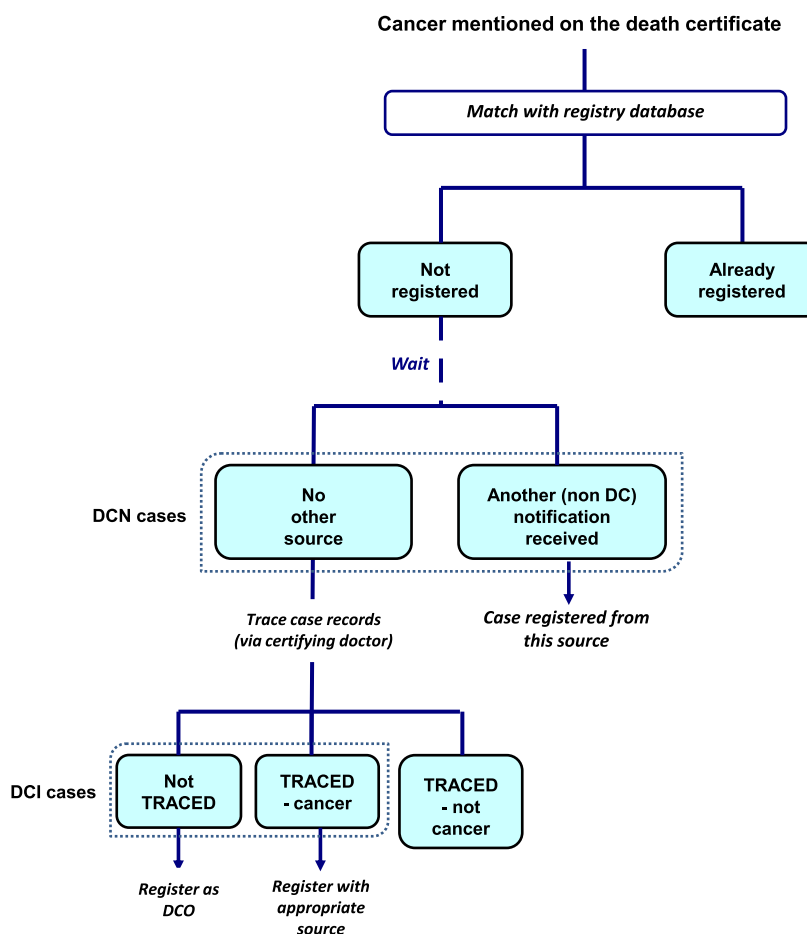 Cancer mentioned on the death certificate
Match with registry database
Not
registered
Already
registered
Wait
DCN cases
No
other
source
Another (non DC)
notification
received
Trace case records
(via certifying doctor)
Case registered from
this source
DCI cases
Not
TRACED
TRACED
- cancer
TRACED
- not
cancer
Register as
DCO
Register with
appropriate
source